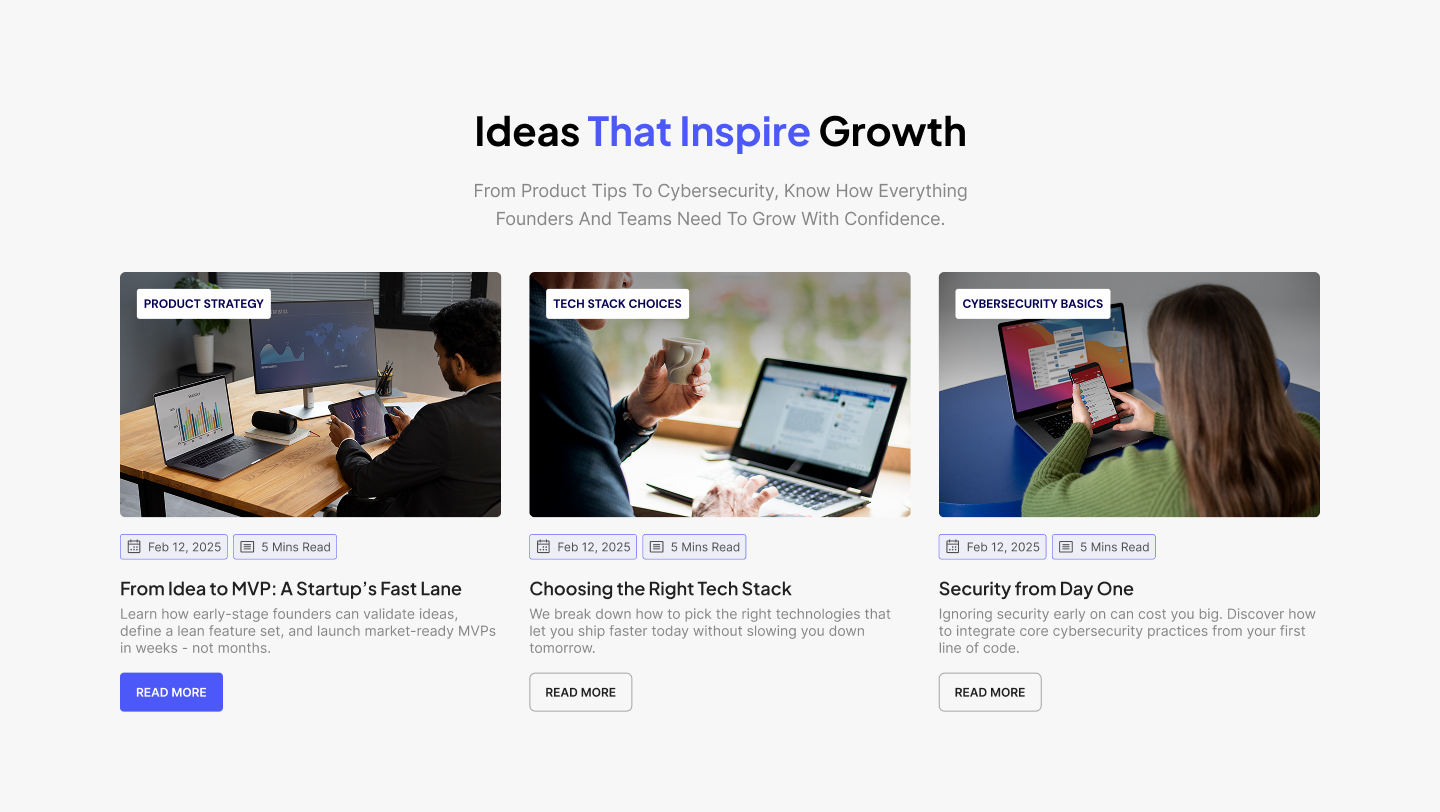 Ideas That Inspire Growth
From Product Tips To Cybersecurity, Know How Everything
Founders And Teams Need To Grow With Confidence.
PRODUCT STRATEGY
TECH STACK CHOICES
CYBERSECURITY BASICS
Feb 12, 2025
5 Mins Read
Feb 12, 2025
5 Mins Read
Feb 12, 2025
5 Mins Read
From Idea to MVP: A Startup’s Fast Lane
Learn how early-stage founders can validate ideas,
define a lean feature set, and launch market-ready MVPs
in weeks - not months.
READ MORE
Choosing the Right Tech Stack
We break down how to pick the right technologies that
let you ship faster today without slowing you down
tomorrow.
READ MORE
Security from Day One
Ignoring security early on can cost you big. Discover how
to integrate core cybersecurity practices from your first
line of code.
READ MORE